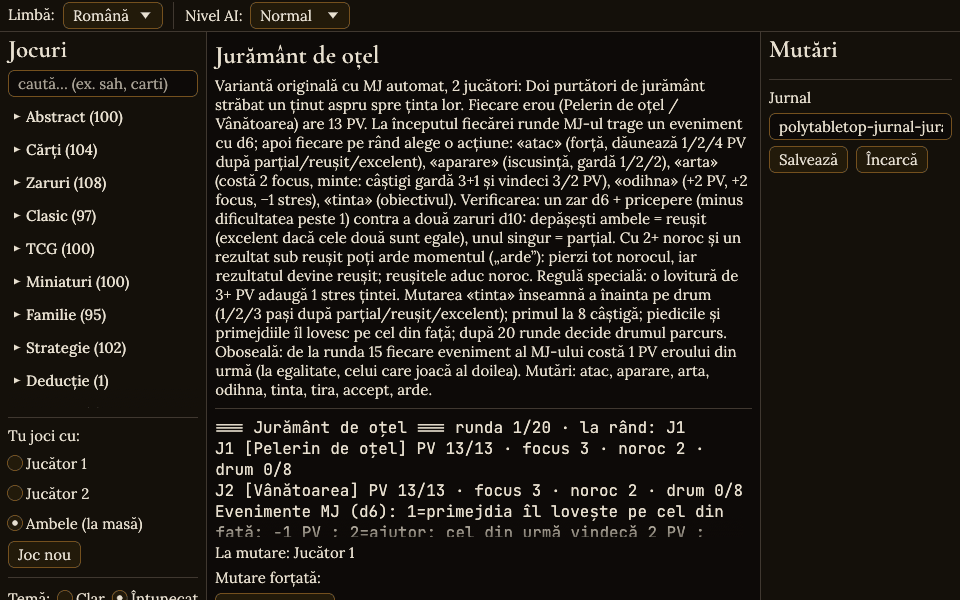 Limbă: Română ▼ Nivel AI: Normal ▼
Jocuri
caută... (ex. sah, carti)
▸ Abstract (100)
▸ Cărți (104)
▸ Zaruri (108)
▸ Clasic (97)
▸ TCG (100)
▸ Miniaturi (100)
▸ Familie (95)
▸ Strategie (102)
▸ Deducție (1)
Tu joci cu:
Jucător 1
Jucător 2
Ambele (la masă)
Joc nou
Temă: Clar Întunecat
Jurământ de oțel
Variantă originală cu MJ automat, 2 jucători: Doi purtători de jurământ
străbat un ținut aspru spre ținta lor. Fiecare erou (Pelerin de oțel /
Vânătoarea) are 13 PV. La începutul fiecărei runde MJ-ul trage un eveniment
cu d6; apoi fiecare pe rând alege o acțiune: «atac» (forță, dăunează 1/2/4 PV
după parțial/reușit/excelent), «aparare» (iscusință, gardă 1/2/2), «arta»
(costă 2 focus, minte: câștigi gardă 3+1 și vindeci 3/2 PV), «odihna» (+2 PV, +2
focus, −1 stres), «tinta» (obiectivul). Verificarea: un zar d6 + pricepere (minus
dificultatea peste 1) contra a două zaruri d10: depășești ambele = reușit
(excelent dacă cele două sunt egale), unul singur = parțial. Cu 2+ noroc și un
rezultat sub reușit poți arde momentul („arde”): pierzi tot norocul, iar
rezultatul devine reușit; reușitele aduc noroc. Regulă specială: o lovitură de
3+ PV adaugă 1 stres țintei. Mutarea «tinta» înseamnă a înainta pe drum
(1/2/3 pași după parțial/reușit/excelent); primul la 8 câștigă; piedicile și
primejdiile îl lovesc pe cel din față; după 20 runde decide drumul parcurs.
Oboseală: de la runda 15 fiecare eveniment al MJ-ului costă 1 PV eroului din
urmă (la egalitate, celui care joacă al doilea). Mutări: atac, aparare, arta,
odihna, tinta, tira, accept, arde.
═══ Jurământ de oțel ═══ runda 1/20 · la rând: J1
J1 [Pelerin de oțel] PV 13/13 · focus 3 · noroc 2 ·
drum 0/8
J2 [Vânătoarea] PV 13/13 · focus 3 · noroc 2 · drum 0/8
Evenimente MJ (d6): 1=primejdia îl lovește pe cel din
față: -1 PV ; 2=ajutor: cel din urmă vindecă 2 PV ;
La mutare: Jucător 1
Mutare forțată:
Mutări
Jurnal
polytabletop-jurnal-jura
Salvează Încarcă